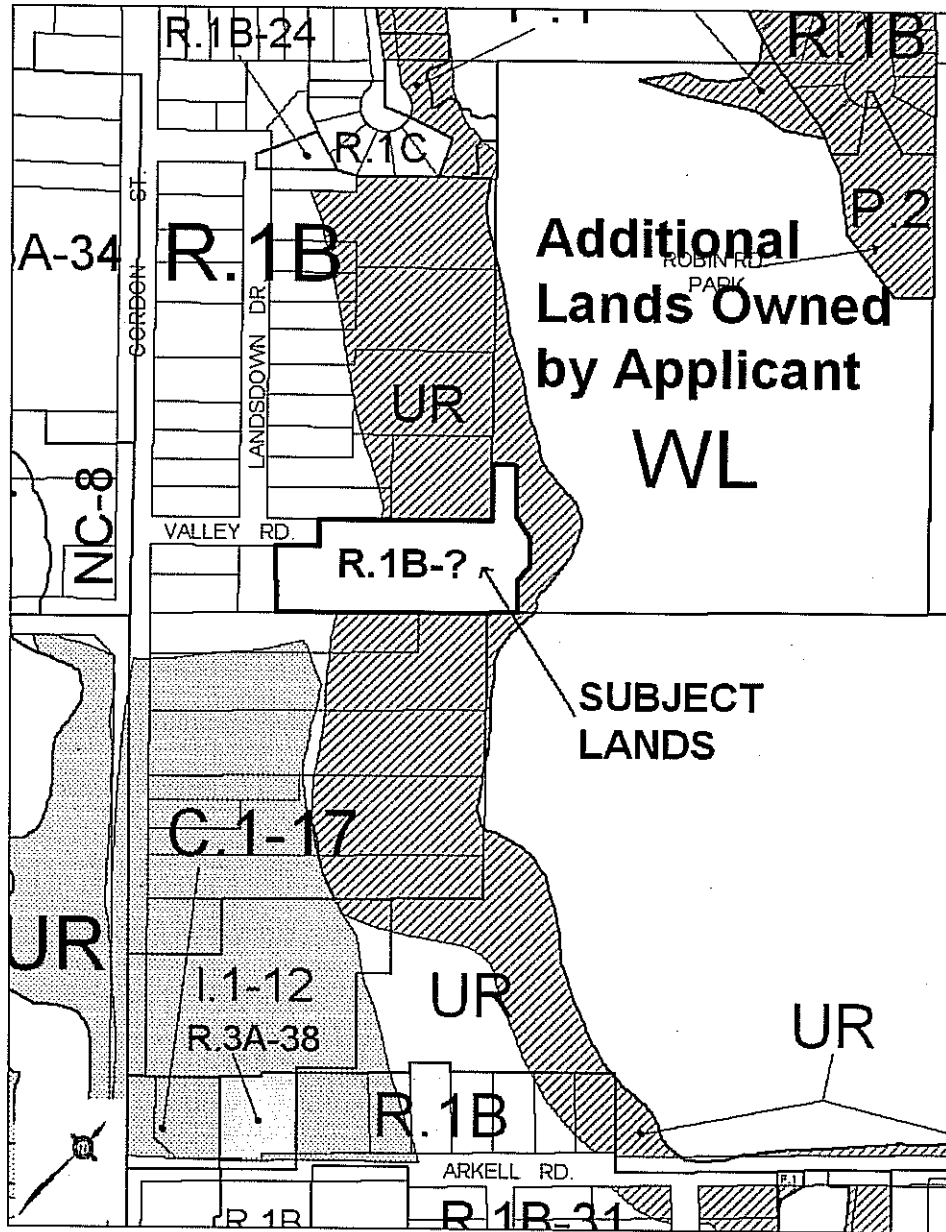 R.1B-24
R.1B
R.1C
P.2
A-34
GORDON ST.
R.1B
LANDSDOWN DR.
Additional
Lands Owned
by Applicant
ROBIN RD.
PARK
UR
WL
NC-8
VALLEY RD.
R.1B-?
SUBJECT
LANDS
C.1-17
UR
I.1-12
UR
UR
R.3A-38
R.1B
ARKELL RD.
P.1
R.1B
R.1B-31